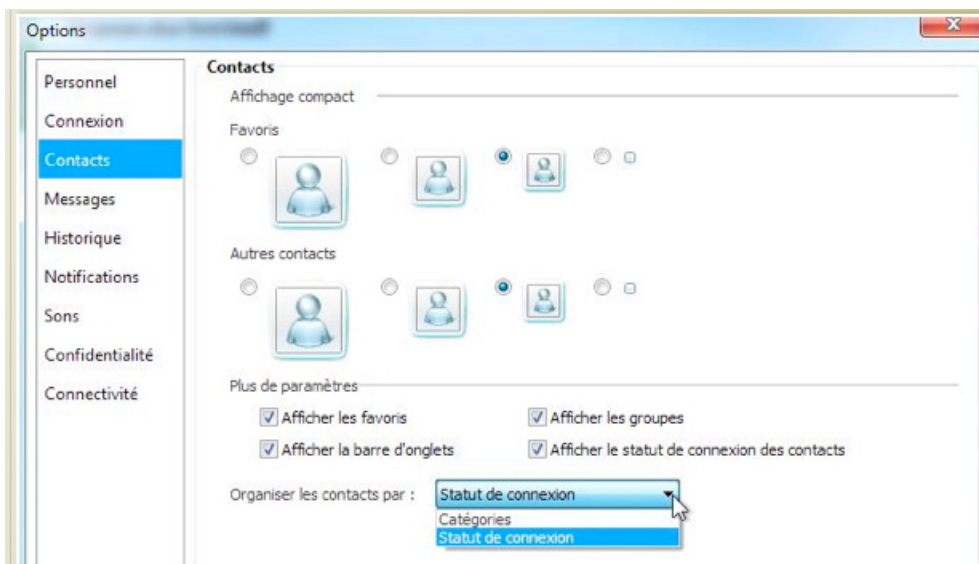 Options
Personnel
Connexion
Contacts
Messages
Historique
Notifications
Sons
Confidentialité
Connectivité
Contacts
Affichage compact
Favoris
Autres contacts
Plus de paramètres
Afficher les favoris
Afficher les groupes
Afficher la barre d'onglets
Afficher le statut de connexion des contacts
Organiser les contacts par : Statut de connexion
Catégories
Statut de connexion